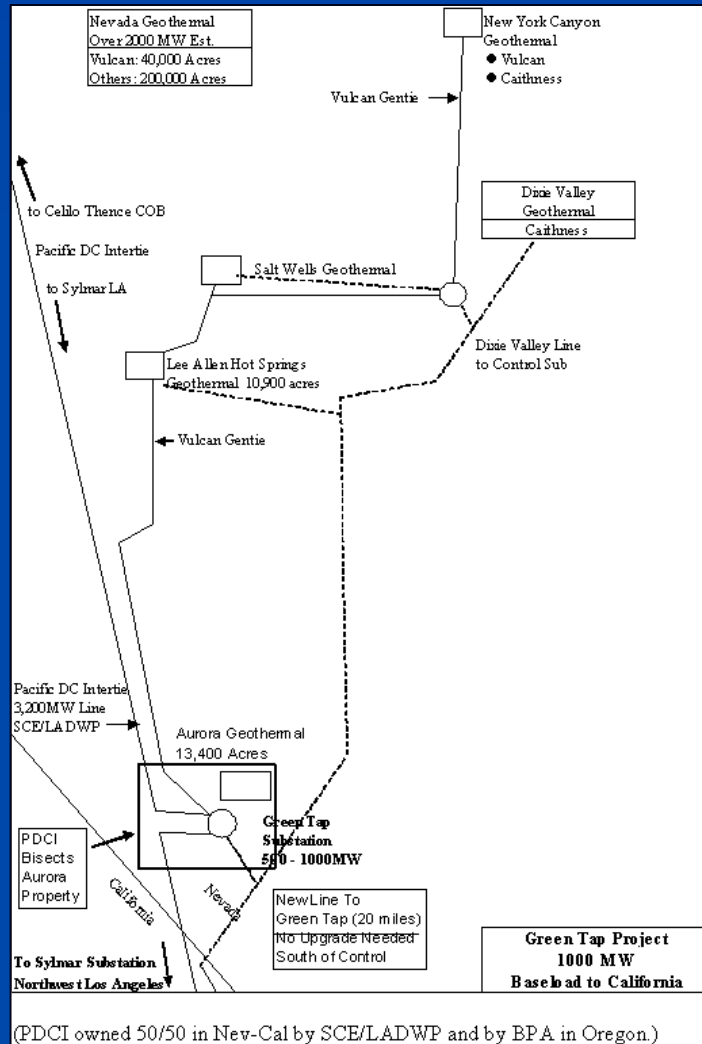 Nevada Geothermal
Over 2000 MW Est.
Vulcan: 40,000 Acres
Others: 200,000 Acres
New York Canyon
Geothermal
● Vulcan
● Caithness
Vulcan Gentie
to Celilo Thence COB
Dixie Valley
Geothermal
Caithness
Pacific DC Intertie
to Sylmar LA
Salt Wells Geothermal
Dixie Valley Line
to Control Sub
Lee Allen Hot Springs
Geothermal 10,900 acres
Vulcan Gentie
Pacific DC Intertie
3,200MW Line
SCE/LADWP
Aurora Geothermal
13,400 Acres
Green Tap
Substation
500 - 1000MW
PDCI
Bisects
Aurora
Property
California
Nevada
New Line To
Green Tap (20 miles)
No Upgrade Needed
South of Control
To Sylmar Substation
Northwest Los Angeles
Green Tap Project
1000 MW
Baseload to California
(PDCI owned 50/50 in Nev-Cal by SCE/LADWP and by BPA in Oregon.)